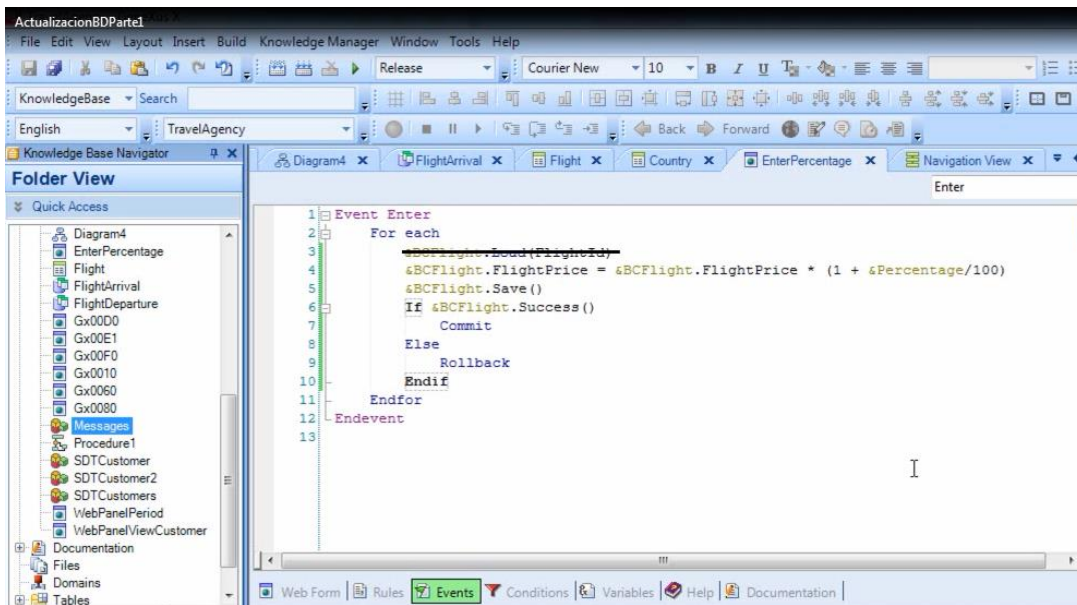 ActualizacionBDParte1
File Edit View Layout Insert Build Knowledge Manager Window Tools Help
Release Courier New 10 B I U
KnowledgeBase Search
English TravelAgency Back Forward
Knowledge Base Navigator
Diagram4 FlightArrival Flight Country EnterPercentage Navigation View
Folder View
Enter
Quick Access
Diagram4
EnterPercentage
Flight
FlightArrival
FlightDeparture
Gx00D0
Gx00E1
Gx00F0
Gx0010
Gx0060
Gx0080
Messages
Procedure1
SDTCustomer
SDTCustomer2
SDTCustomers
WebPanelPeriod
WebPanelViewCustomer
Documentation
Files
Domains
Tables
1 Event Enter
2 For each
3 &BCFlight.Load(FlightId)
4 &BCFlight.FlightPrice = &BCFlight.FlightPrice * (1 + &Percentage/100)
5 &BCFlight.Save()
6 If &BCFlight.Success()
7 Commit
8 Else
9 Rollback
10 Endif
11 Endfor
12 Endevent
13
Web Form Rules Events Conditions Variables Help Documentation